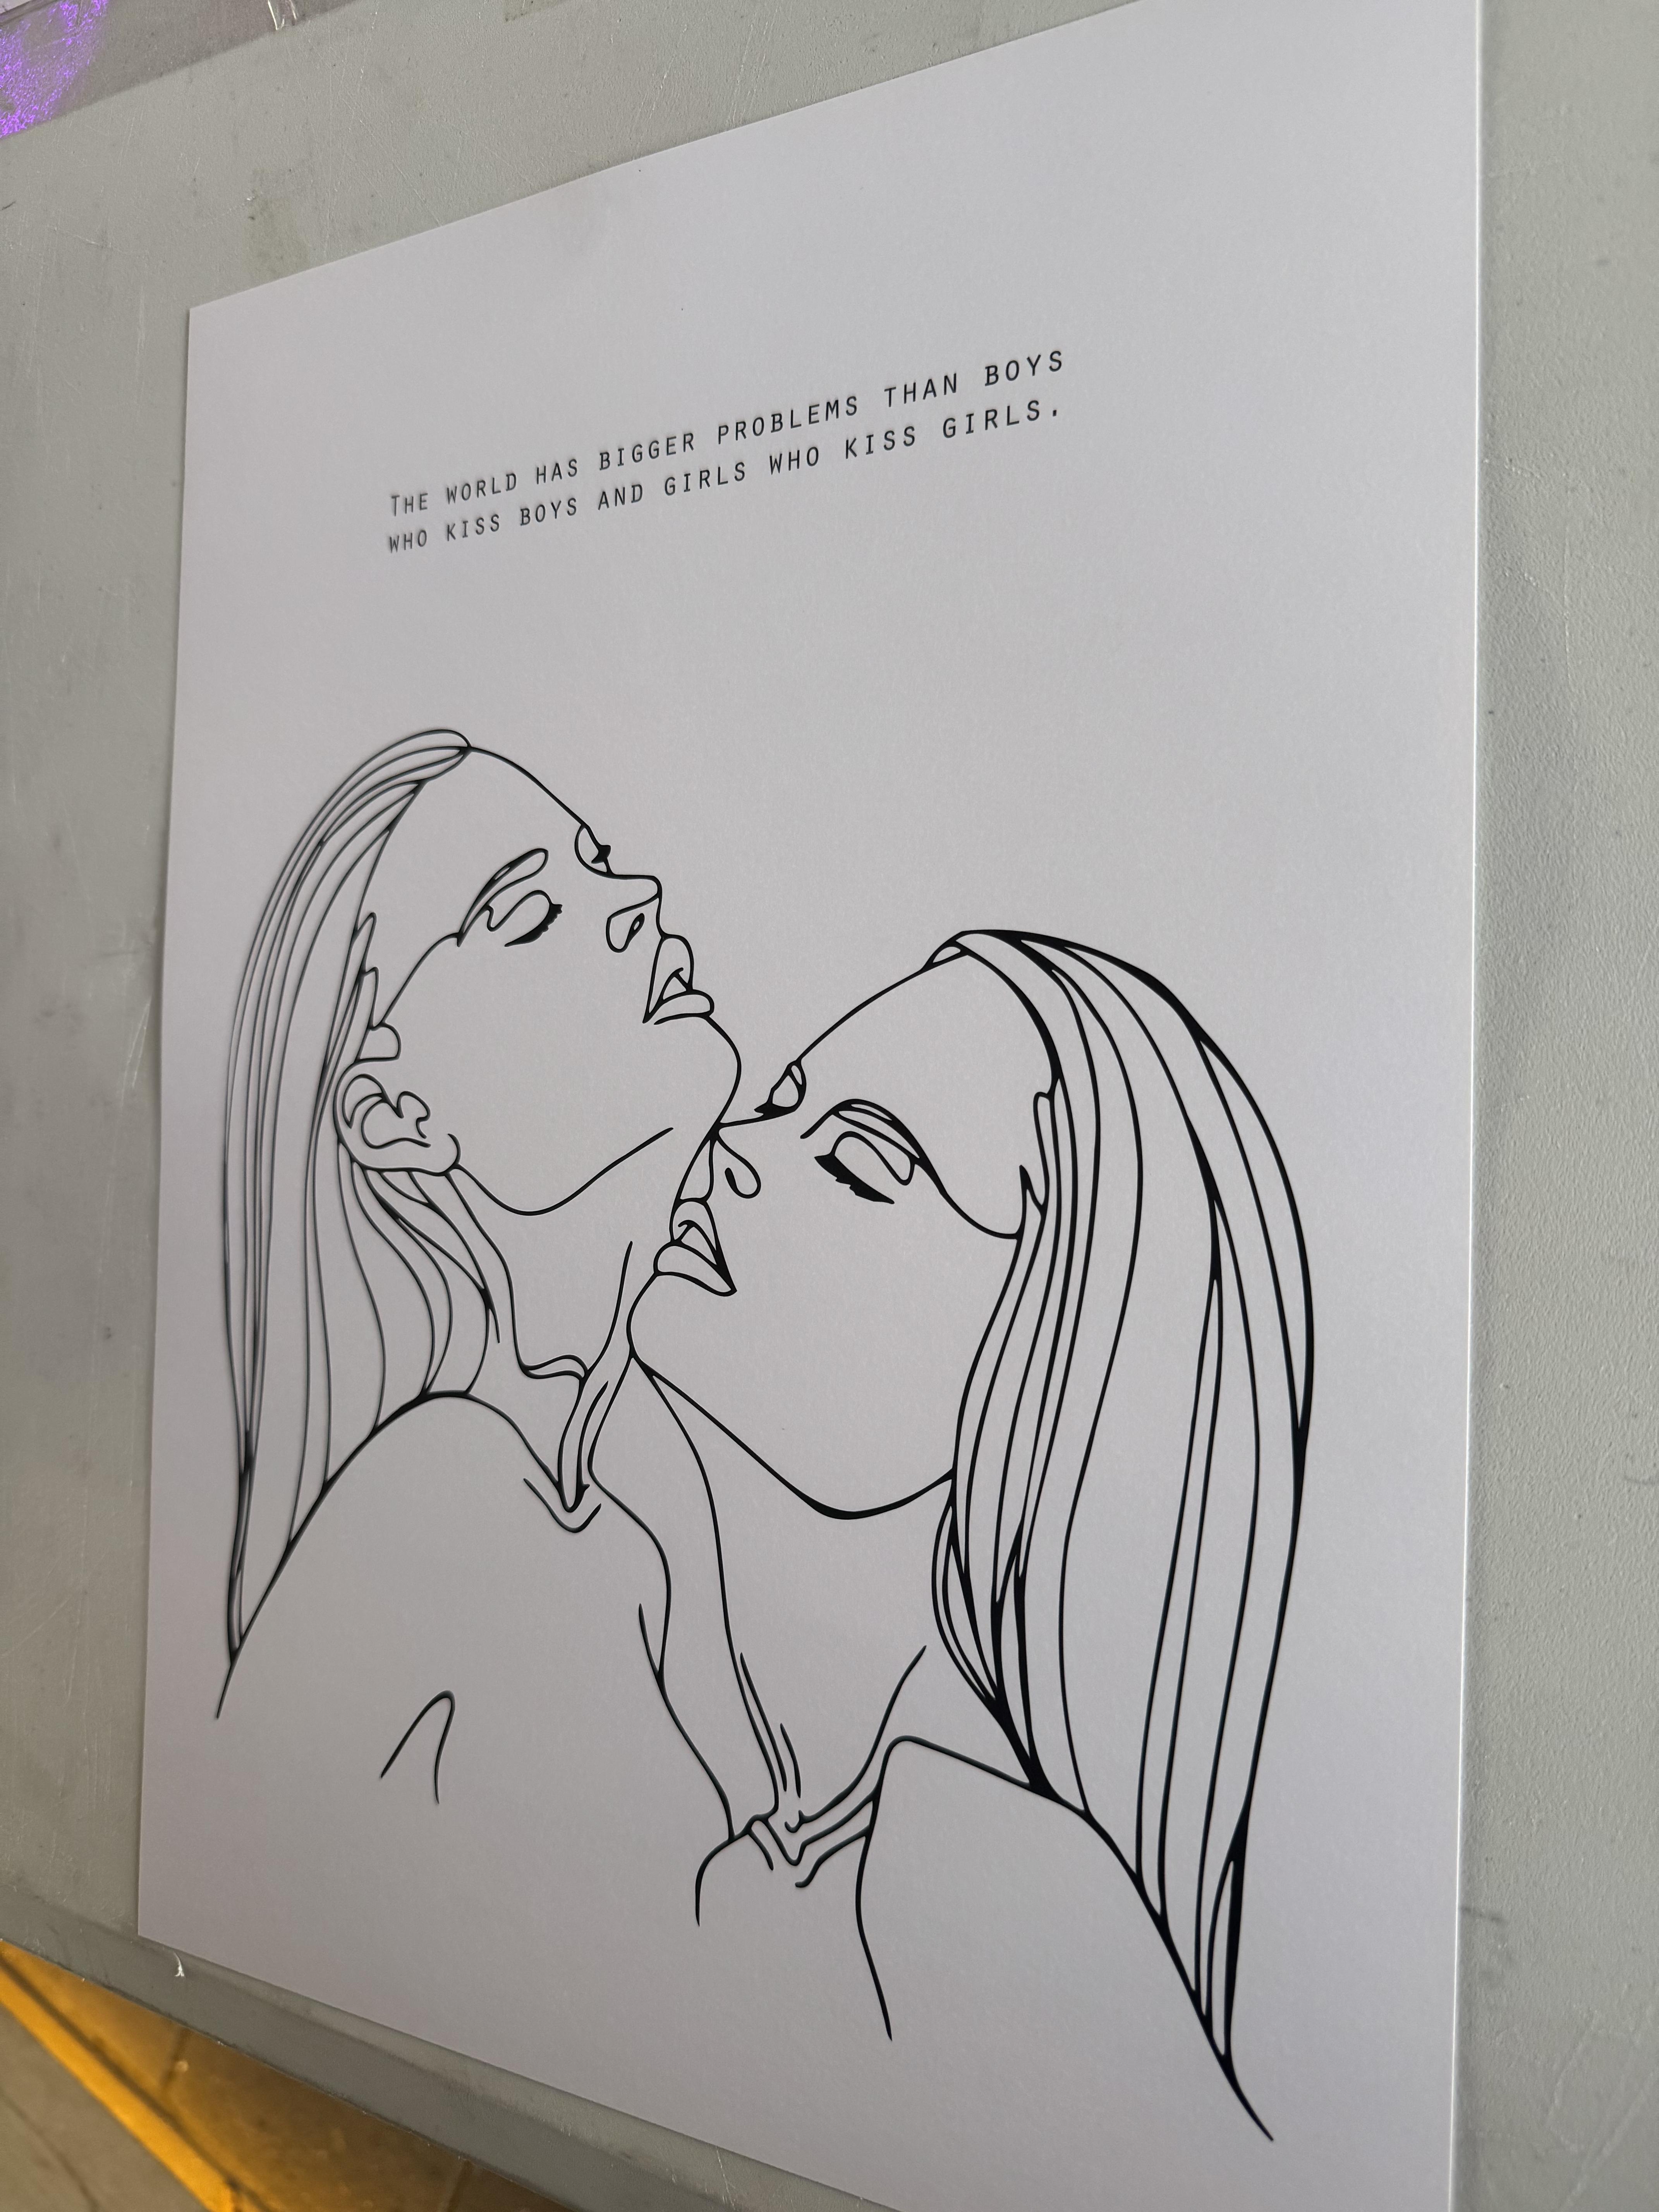 The world has bigger problems than boys
who kiss boys and girls who kiss girls.